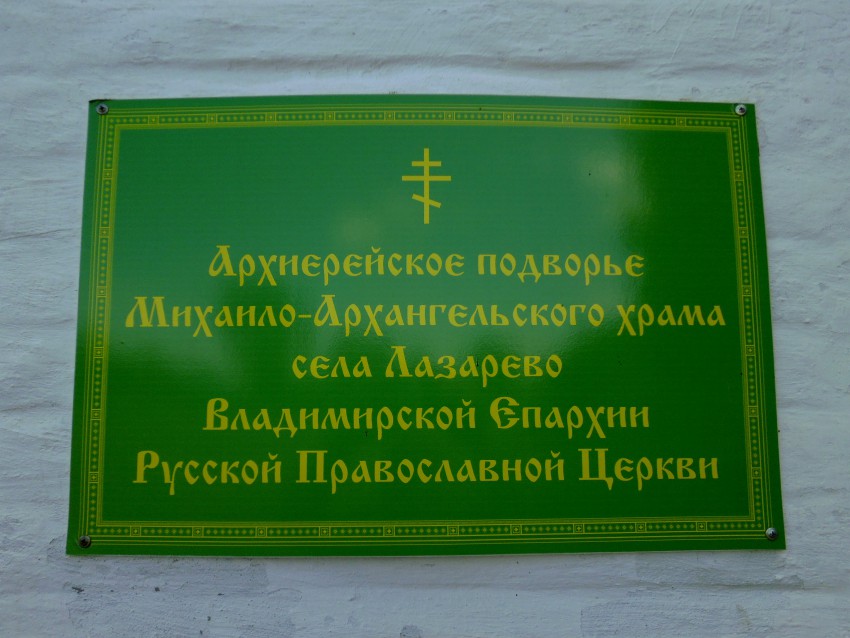 Архиерейское подворье
Михаило-Архангельского храма
села Лазарево
Владимирской Епархии
Русской Православной Церкви